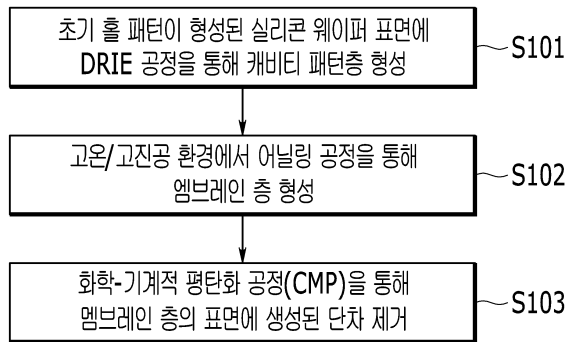 초기 홀 패턴이 형성된 실리콘 웨이퍼 표면에
DRIE 공정을 통해 캐비티 패턴층 형성
S101
고온/고진공 환경에서 어닐링 공정을 통해
엠브레인 층 형성
S102
화학-기계적 평탄화 공정(CMP)을 통해
멤브레인 층의 표면에 생성된 단차 제거
S103